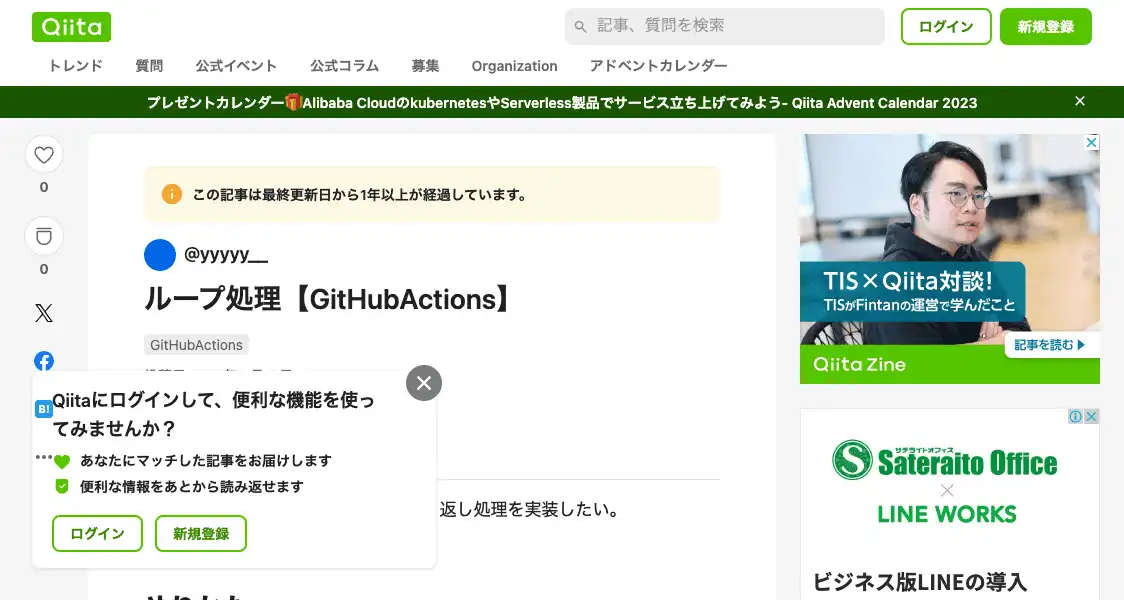 Qiita
記事、質問を検索
ログイン
新規登録
トレンド
質問
公式イベント
公式コラム
募集
Organization
アドベントカレンダー
プレゼントカレンダー🎁Alibaba CloudのkubernetesやServerless製品でサービス立ち上げてみよう- Qiita Advent Calendar 2023
0
0
この記事は最終更新日から1年以上が経過しています。
@yyyyy__
ループ処理【GitHubActions】
GitHubActions
B!
Qiitaにログインして、便利な機能を使っ
てみませんか？
あなたにマッチした記事をお届けします
便利な情報をあとから読み返せます
ログイン
新規登録
返し処理を実装したい。
TIS×Qiita対談!
TISがFintanの運営で学んだこと
記事を読む
Qiita Zine
サテライトオフィス
Sateraito Office
LINE WORKS
ビジネス版LINEの導入